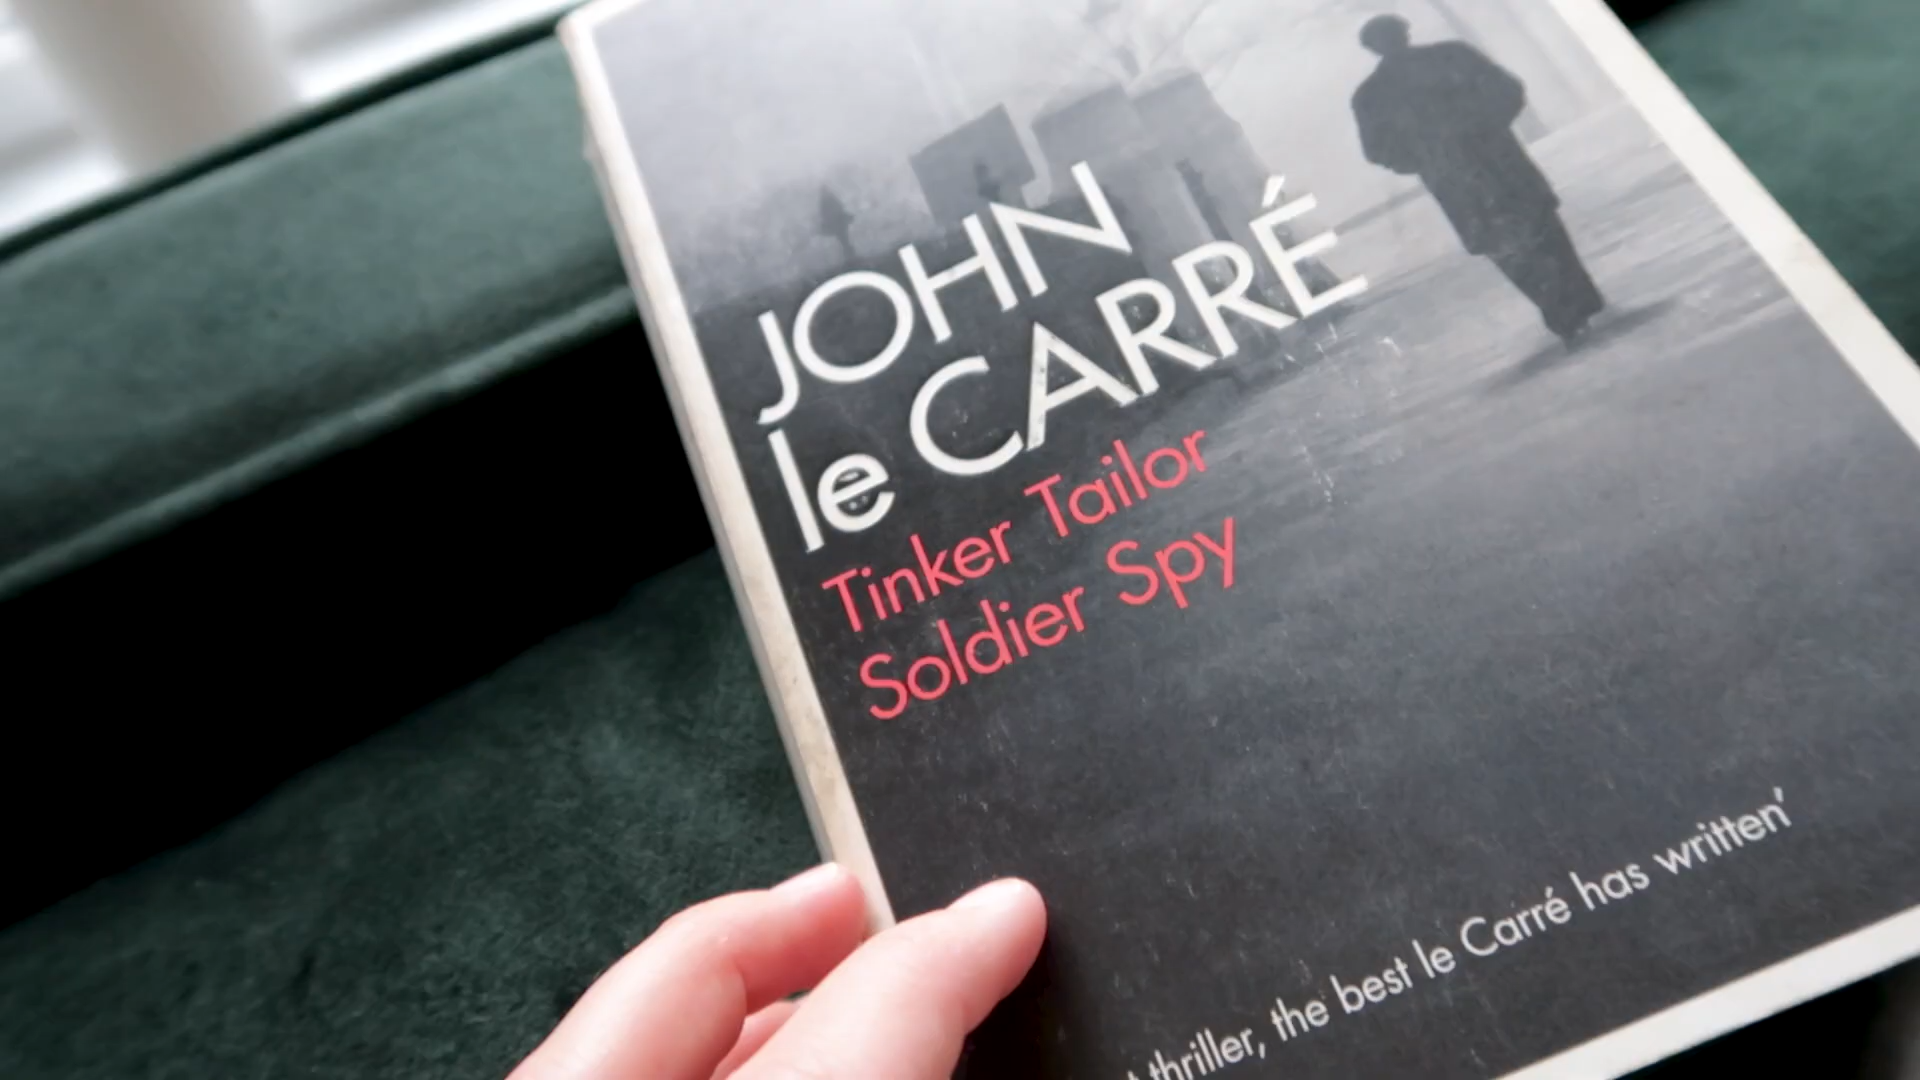 JOHN
le CARRÉ
Tinker Tailor
Soldier Spy
thriller, the best le Carré has written'